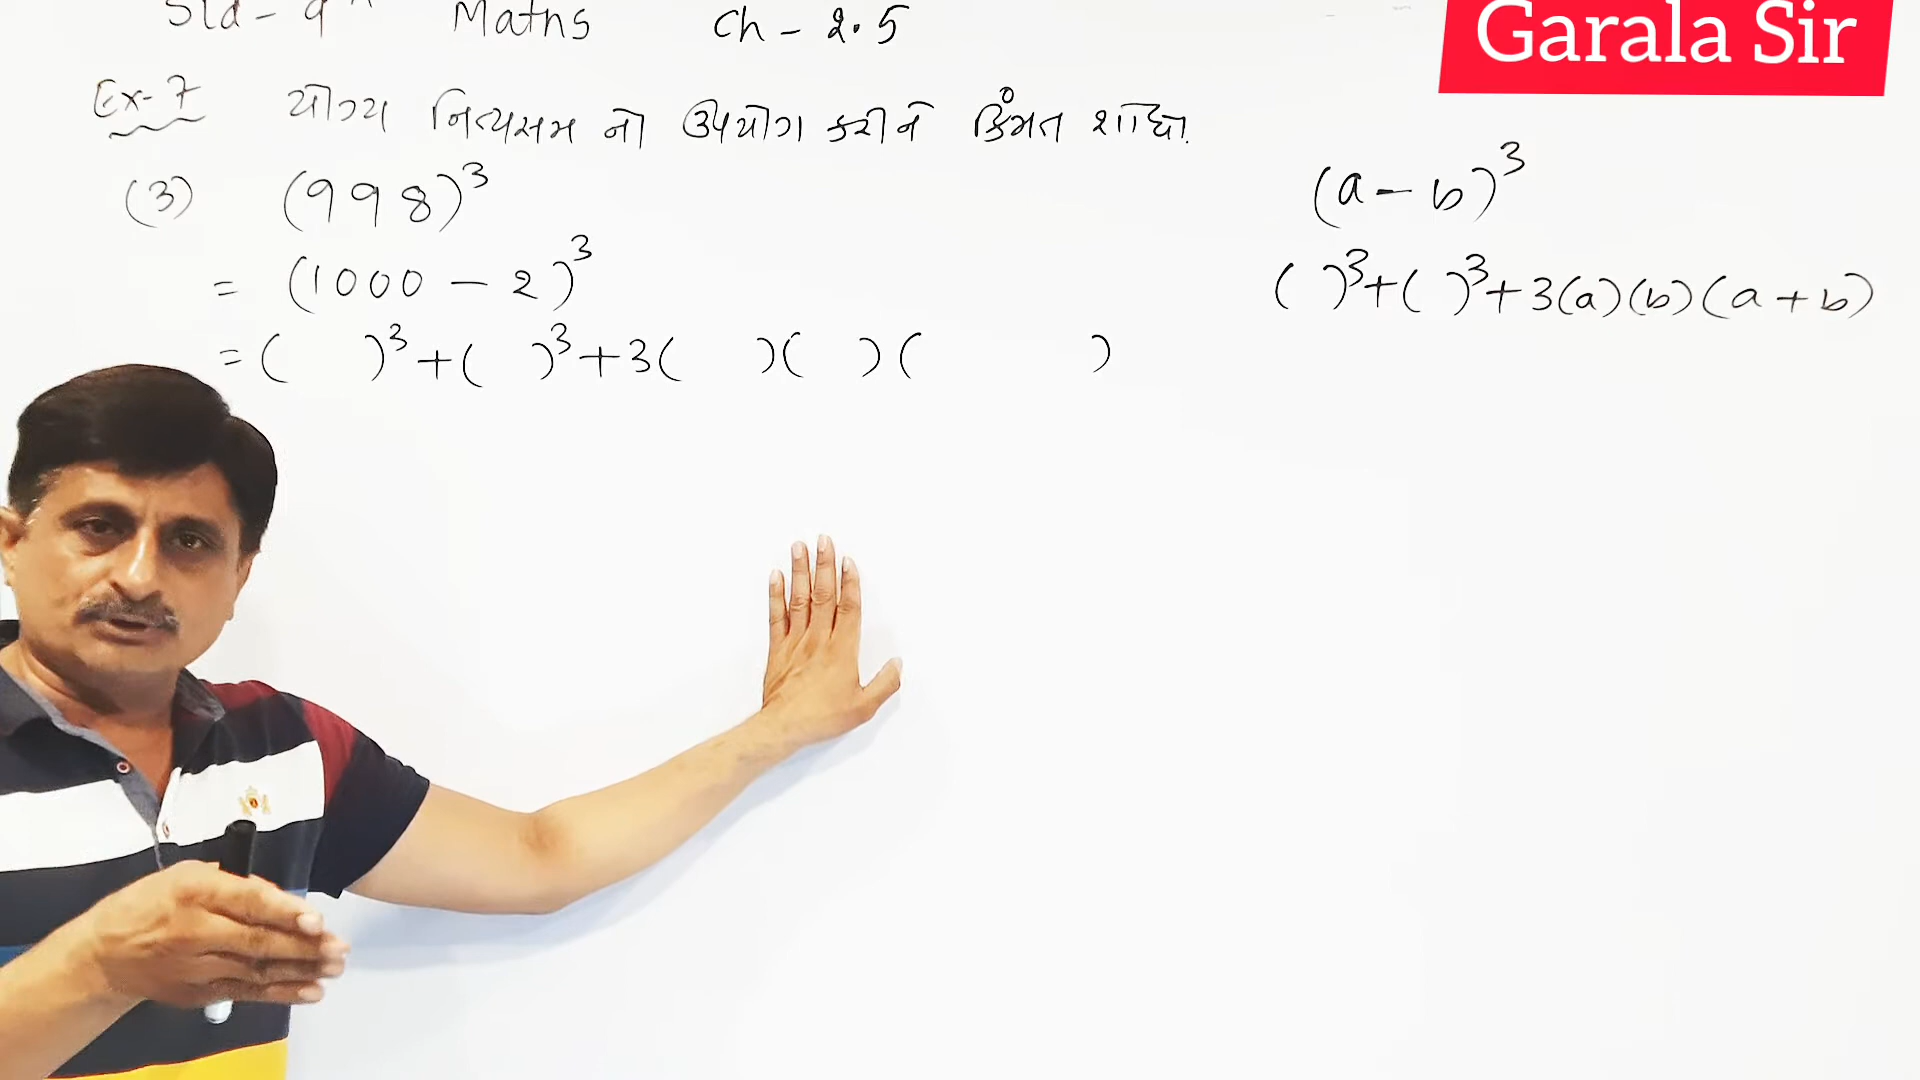 Std - 9th Maths Ch - 2.5
Garala Sir
Ex-7 યોગ્ય નિત્યસમ નો ઉપયોગ કરીને કિંમત શોધો.
(3) (998)³
= (1000 - 2)³
= ( )³+( )³+3( )( )( )
(a - b)³
( )³+( )³+3(a)(b)(a+b)